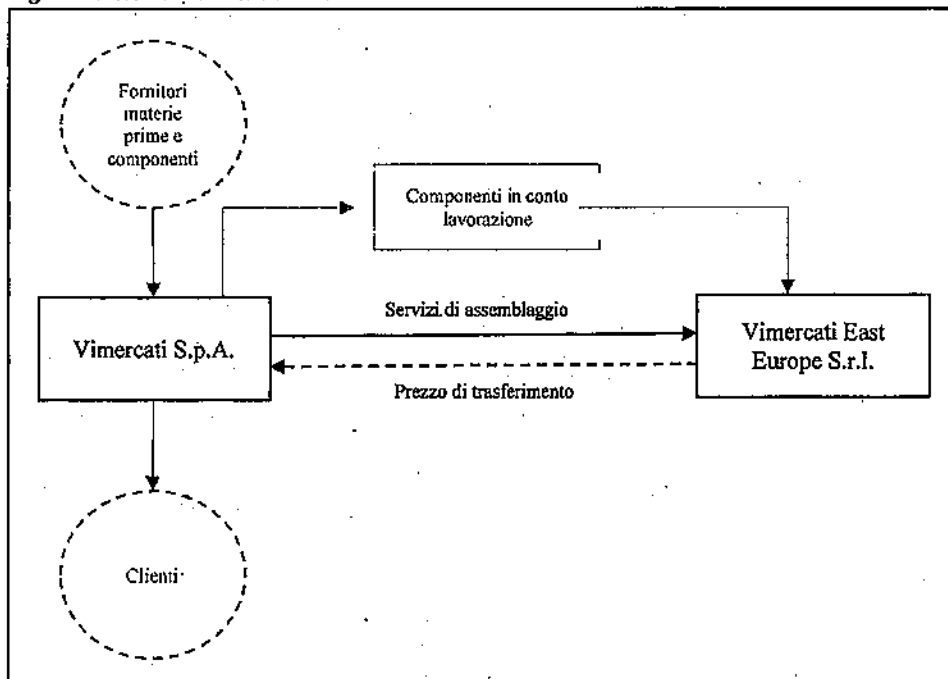 Fornitori
materie
prime e
componenti
Componenti in conto
lavorazione
Servizi di assemblaggio
Vimercati S.p.A.
Vimercati East
Europe S.r.l.
Prezzo di trasferimento
Clienti